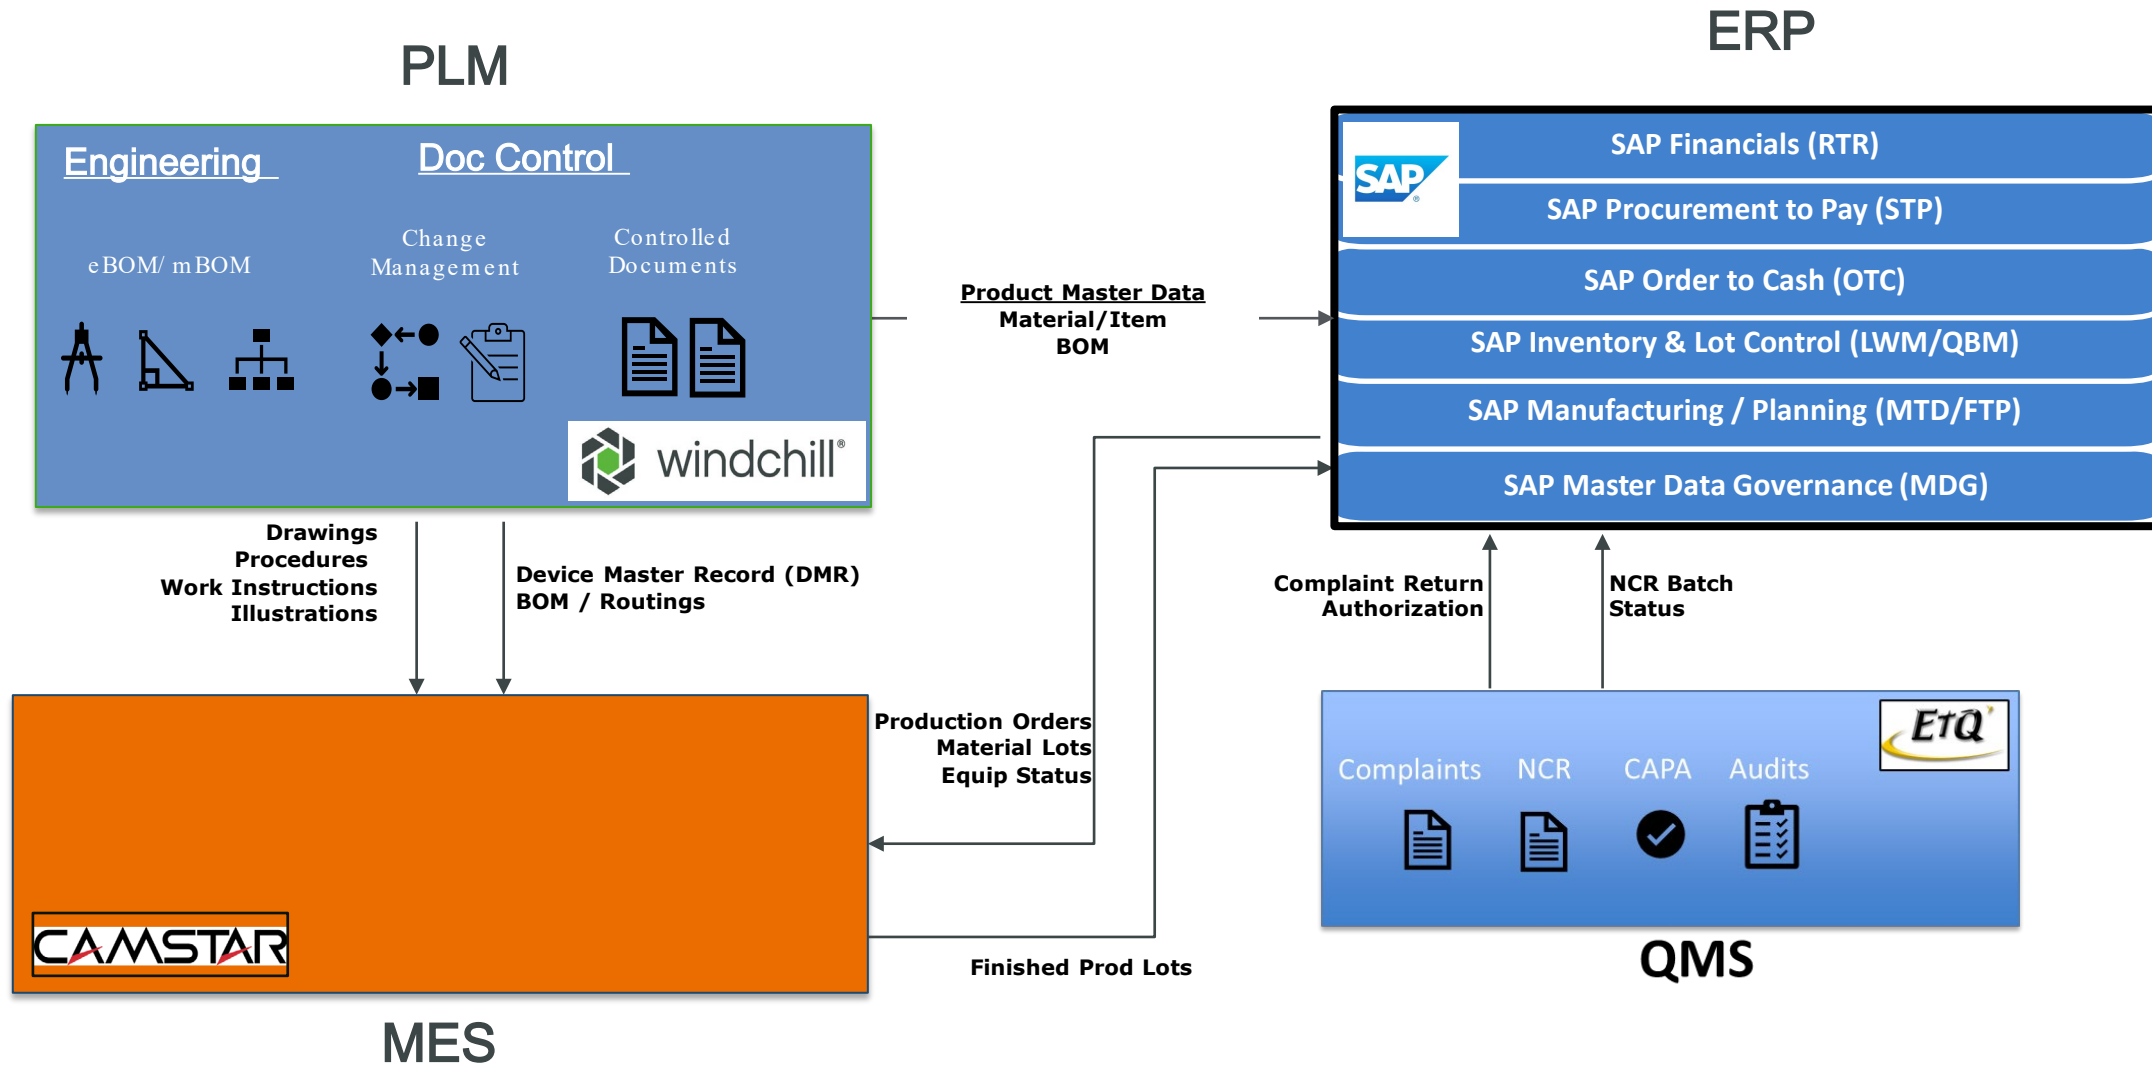 PLM
ERP
Engineering
Doc Control
eBOM/ mBOM
Change
Management
Controlled
Documents
windchill®
Product Master Data
Material/Item
BOM
SAP
®
SAP Financials (RTR)
SAP Procurement to Pay (STP)
SAP Order to Cash (OTC)
SAP Inventory & Lot Control (LWM/QBM)
SAP Manufacturing / Planning (MTD/FTP)
SAP Master Data Governance (MDG)
Drawings
Procedures
Work Instructions
Illustrations
Device Master Record (DMR)
BOM / Routings
Complaint Return
Authorization
NCR Batch
Status
Production Orders
Material Lots
Equip Status
Finished Prod Lots
CAMSTAR
MES
ETQ
Complaints
NCR
CAPA
Audits
QMS